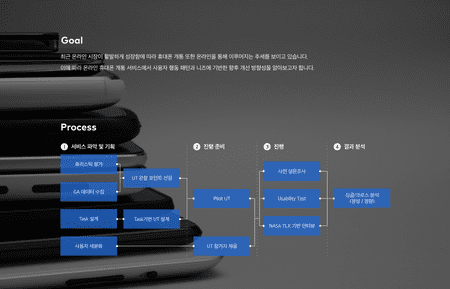 Goal
최근 온라인 시장이 활발하게 성장함에 따라 휴대폰 개통 또한 온라인을 통해 이루어지는 추세를 보이고 있습니다.
이에 따라 온라인 휴대폰 개통 서비스에서 사용자 행동 패턴과 니즈에 기반한 향후 개선 방향성을 알아보고자 합니다.
Process
1 서비스 파악 및 기획
2 진행 준비
3 진행
4 결과 분석
휴리스틱 평가
사전 설문조사
UT 관찰 포인트 선정
GA 데이터 수집
Pilot UT
Usability Test
(정성 / 정량)
Task 설계
Task기반 UT 설계
NASA TLX 기반 인터뷰
사용자 세분화
UT 참가자 채용